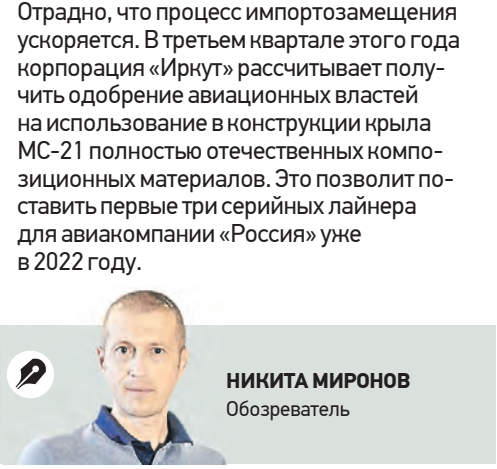 Отрадно, что процесс импортозамещения
ускоряется. В третьем квартале этого года
корпорация «Иркут» рассчитывает полу-
чить одобрение авиационных властей
на использование в конструкции крыла
МС-21 полностью отечественных компо-
зиционных материалов. Это позволит по-
ставить первые три серийных лайнера
для авиакомпании «Россия» уже
в 2022 году.
НИКИТА МИРОНОВ
Обозреватель